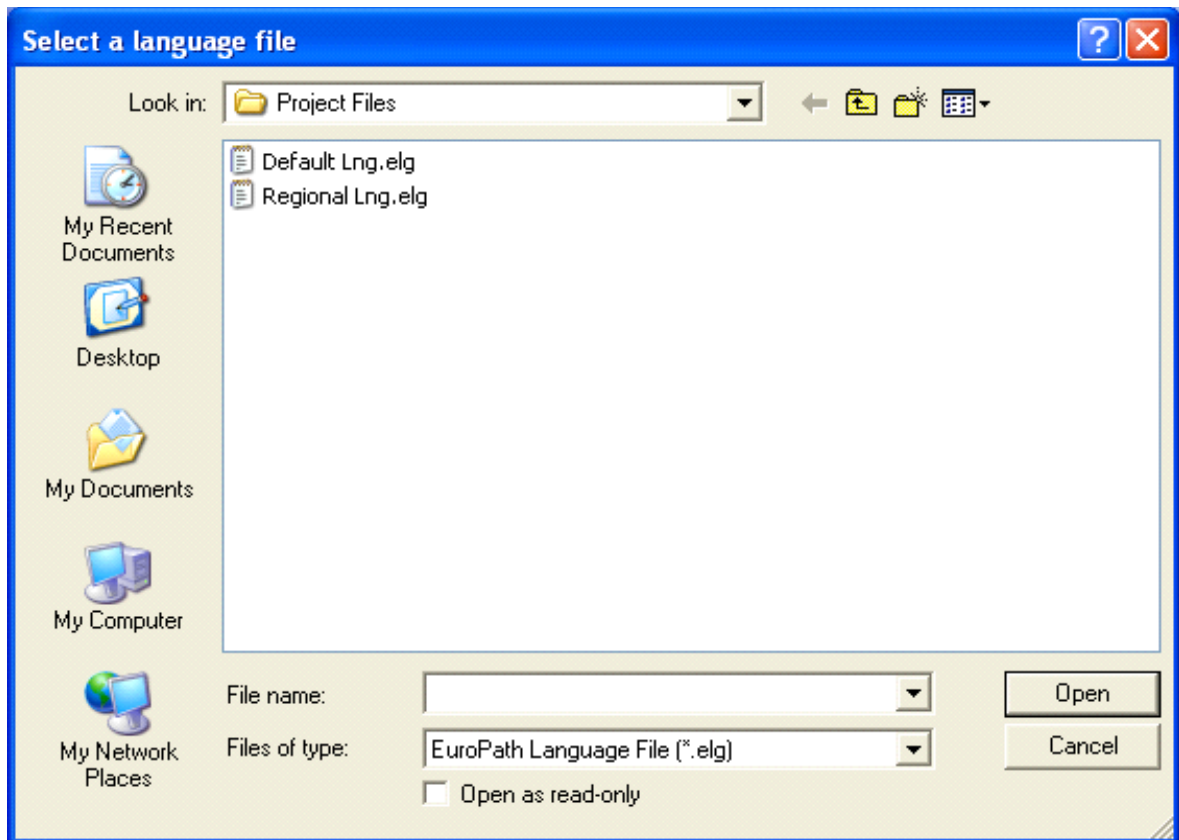 Select a language file
Look in: Project Files
Default Lng.elg
Regional Lng.elg
My Recent
Documents
Desktop
My Documents
My Computer
My Network
Places
File name:
Open
Files of type: EuroPath Language File (*.elg)
Cancel
Open as read-only